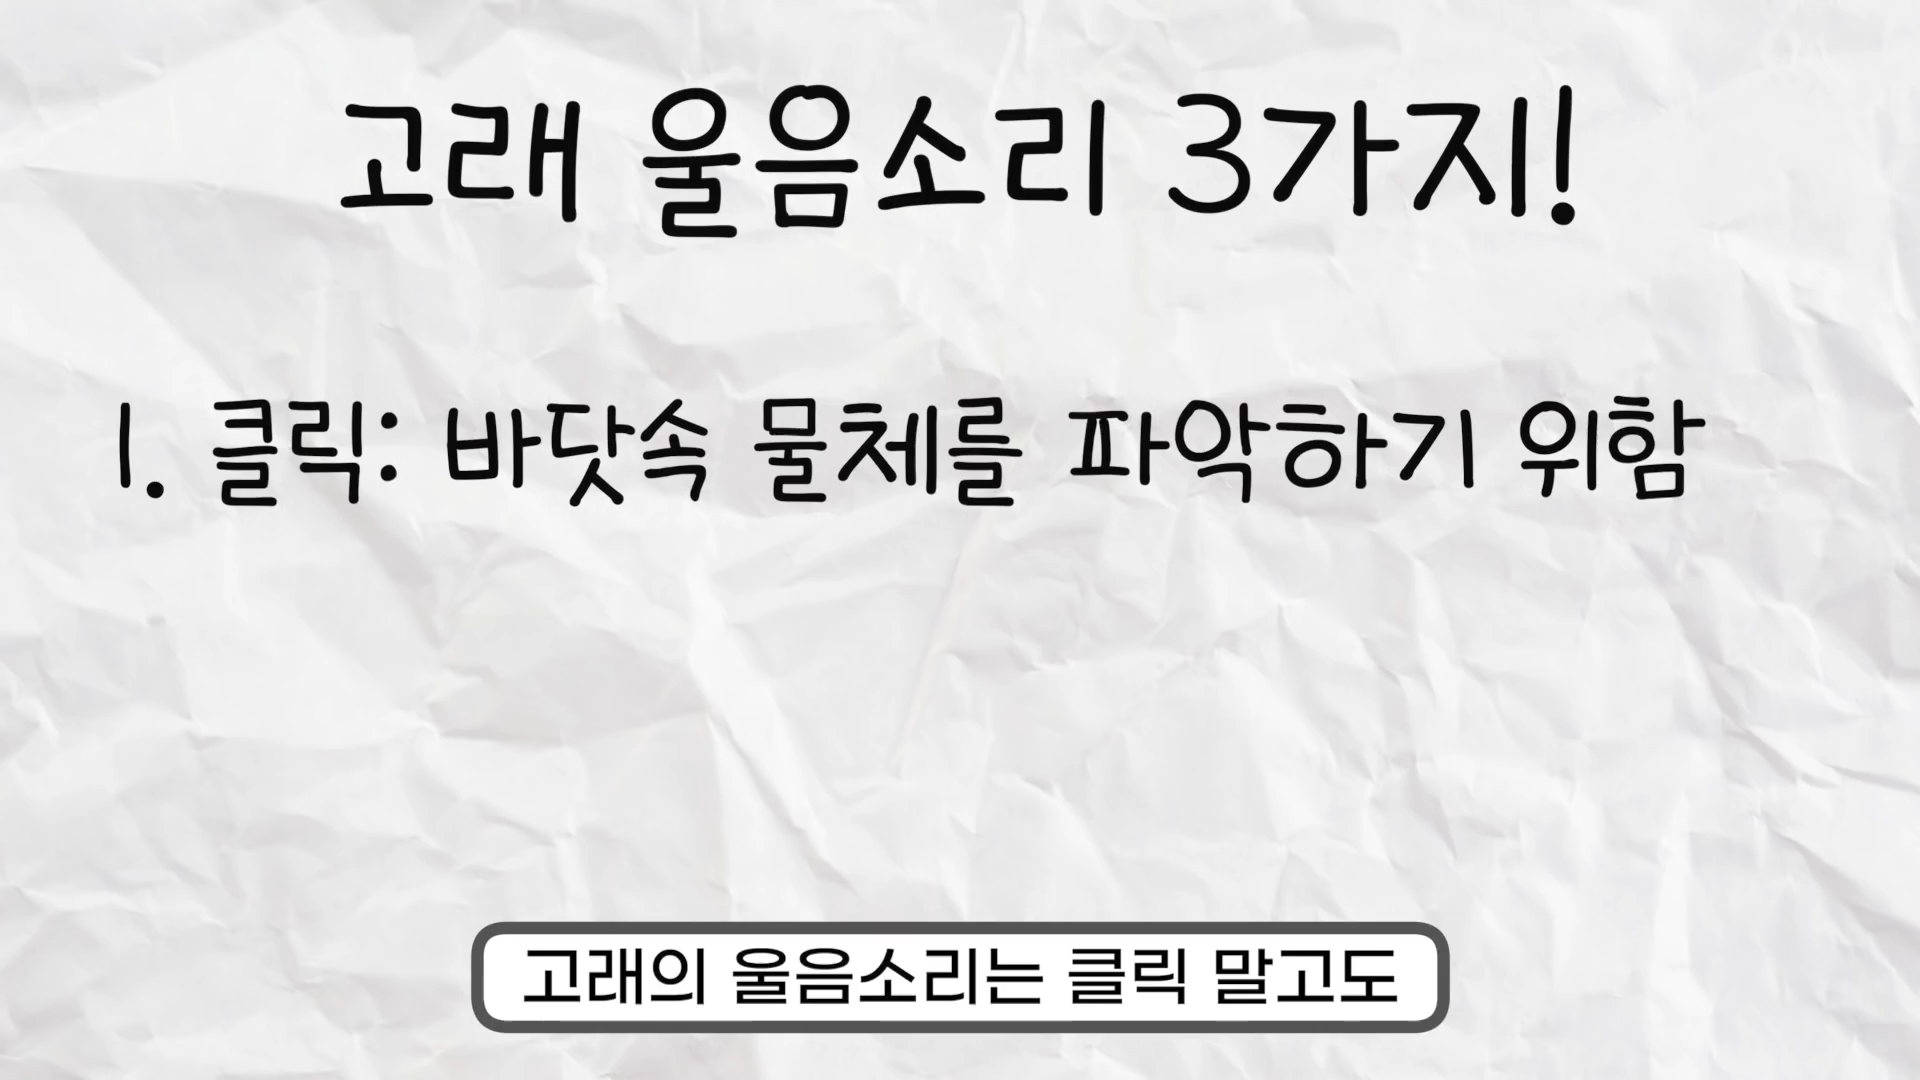 고래 울음소리 3가지!
1. 클릭: 바닷속 물체를 파악하기 위함
고래의 울음소리는 클릭 말고도